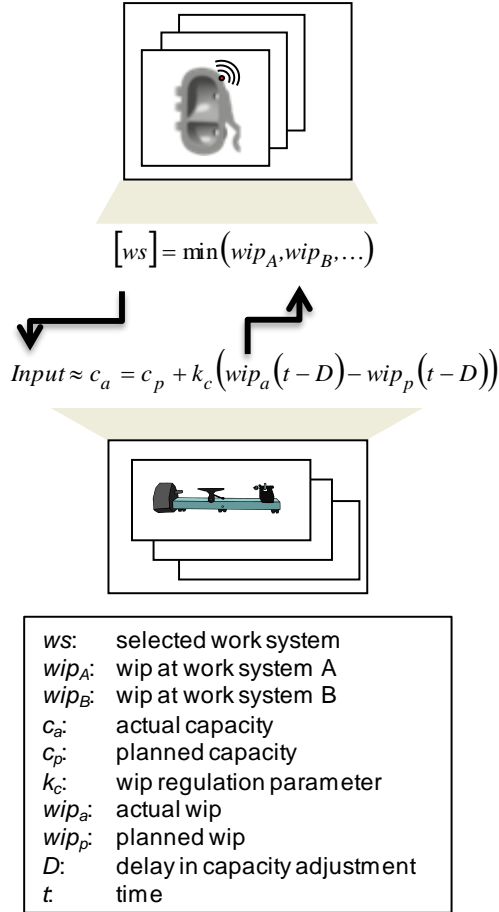 [ws] = min(wip_A,wip_B,…)
Input ≈ c_a = c_p + k_c(wip_a(t – D) – wip_p(t – D))
ws: selected work system
wip_A: wip at work system A
wip_B: wip at work system B
c_a: actual capacity
c_p: planned capacity
k_c: wip regulation parameter
wip_a: actual wip
wip_p: planned wip
D: delay in capacity adjustment
t: time